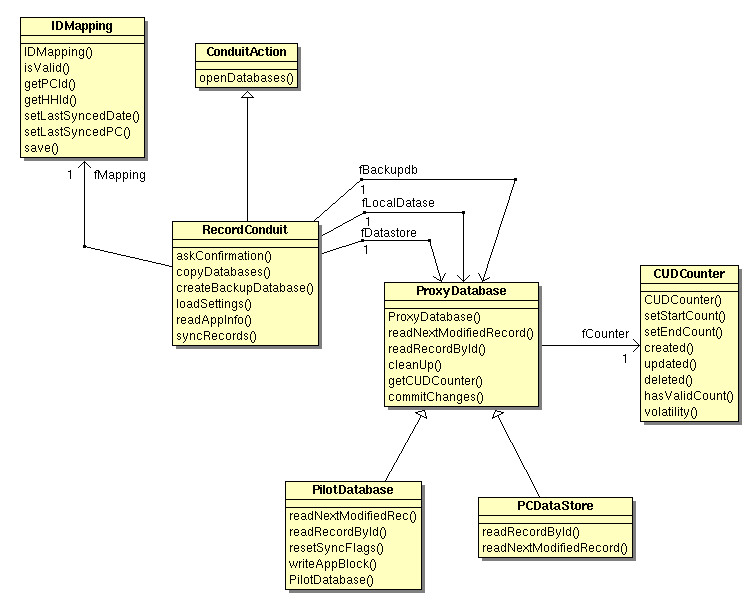 IDMapping
IDMapping()
isValid()
getPCId()
getHHId()
setLastSyncedDate()
setLastSyncedPC()
save()
ConduitAction
openDatabases()
1 fMapping
fBackupdb
1
fLocalDatase
1
fDatastore
1
RecordConduit
askConfirmation()
copyDatabases()
createBackupDatabase()
loadSettings()
readAppInfo()
syncRecords()
ProxyDatabase
ProxyDatabase()
readNextModifiedRecord()
readRecordById()
cleanUp()
getCUDCounter()
commitChanges()
fCounter
1
CUDCounter
CUDCounter()
setStartCount()
setEndCount()
created()
updated()
deleted()
hasValidCount()
volatility()
PilotDatabase
readNextModifiedRec()
readRecordById()
resetSyncFlags()
writeAppBlock()
PilotDatabase()
PCDataStore
readRecordById()
readNextModifiedRecord()